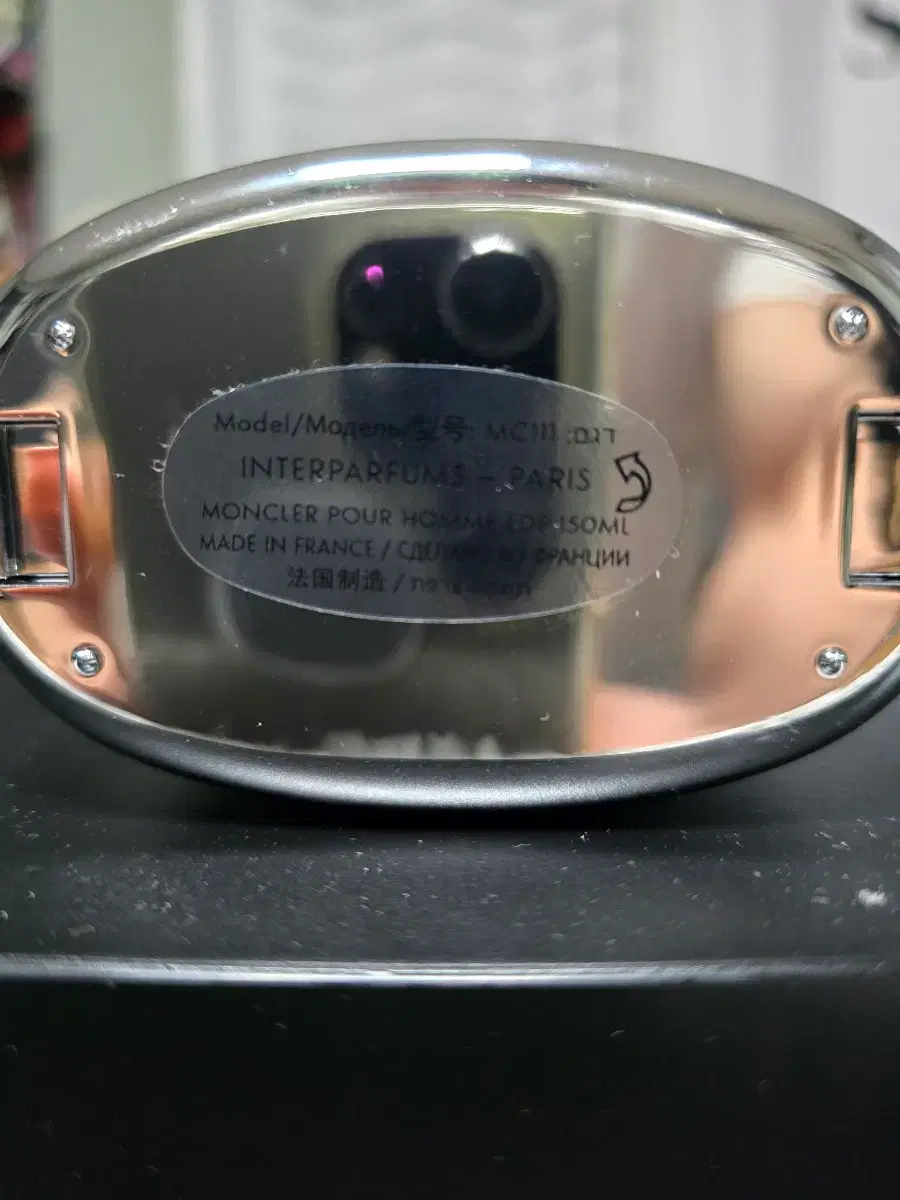 Model/Модель/型号: MC111 :דגם
INTERPARFUMS – PARIS
MONCLER POUR HOMME EDP 150ML
MADE IN FRANCE / СДЕЛАНО ВО ФРАНЦИИ
法国制造 /